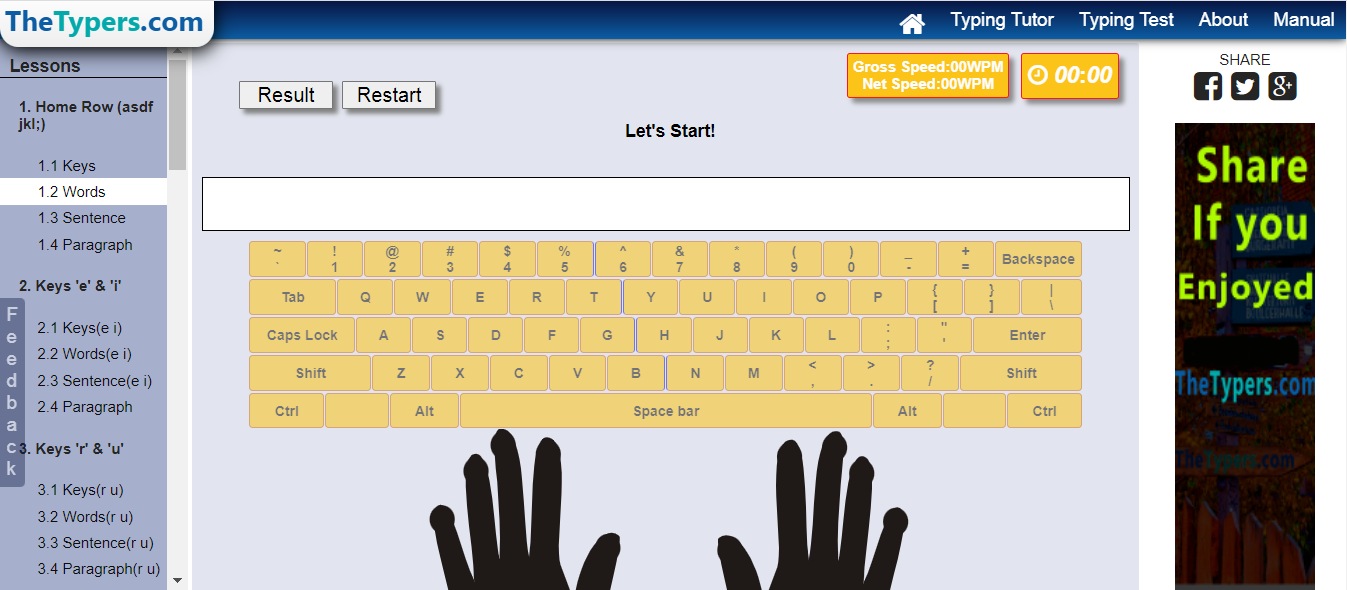 TheTypers.com
Typing Tutor Typing Test About Manual
Lessons
1. Home Row (asdf
jkl;)
1.1 Keys
1.2 Words
1.3 Sentence
1.4 Paragraph
2. Keys 'e' & 'i'
2.1 Keys(e i)
2.2 Words(e i)
2.3 Sentence(e i)
2.4 Paragraph
3. Keys 'r' & 'u'
3.1 Keys(r u)
3.2 Words(r u)
3.3 Sentence(r u)
3.4 Paragraph(r u)
Feedback
Result Restart
Gross Speed:00WPM
Net Speed:00WPM
00:00
Let's Start!
~ ! @ # $ % ^ & * ( ) _ +
` 1 2 3 4 5 6 7 8 9 0 - = Backspace
Tab Q W E R T Y U I O P { } |
[ ] \
Caps Lock A S D F G H J K L : " Enter
; '
Shift Z X C V B N M < > ? Shift
, . /
Ctrl Alt Space bar Alt Ctrl
SHARE
Share
If you
Enjoyed
TheTypers.com
TheTypers.com